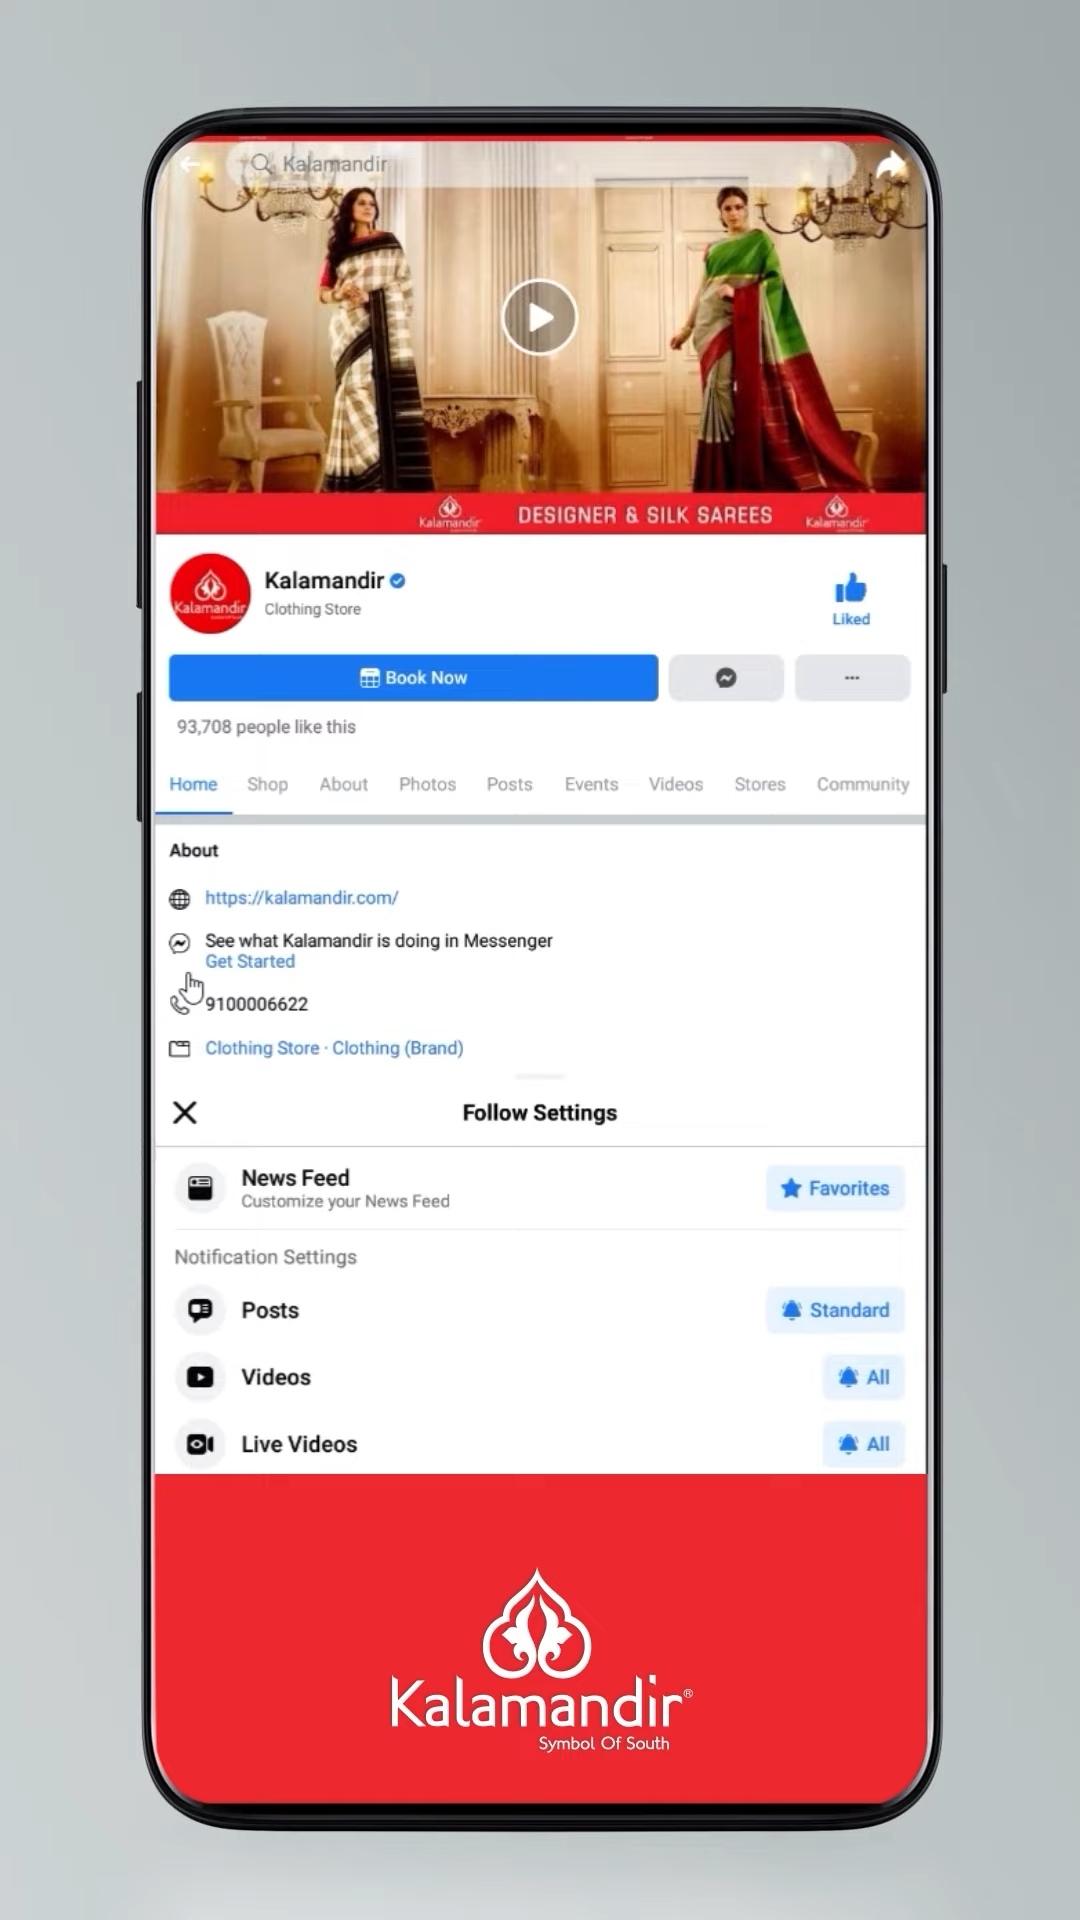 Kalamandir
Kalamandir DESIGNER & SILK SAREES Kalamandir
Kalamandir
Kalamandir
Clothing Store
Liked
Book Now
93,708 people like this
Home Shop About Photos Posts Events Videos Stores Community
About
https://kalamandir.com/
See what Kalamandir is doing in Messenger
Get Started
9100006622
Clothing Store · Clothing (Brand)
Follow Settings
News Feed
Customize your News Feed
Favorites
Notification Settings
Posts Standard
Videos All
Live Videos All
Kalamandir®
Symbol Of South